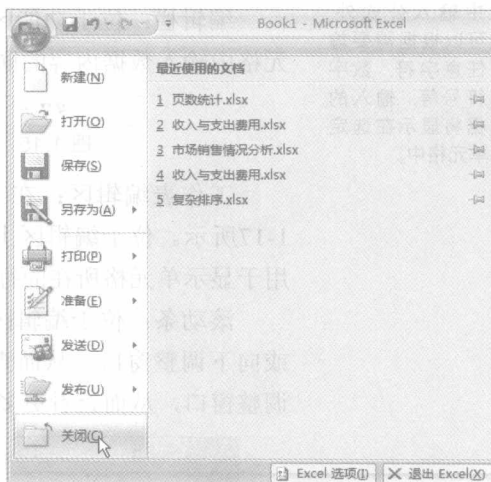 Book1 - Microsoft Excel
新建(N)
打开(O)
保存(S)
另存为(A)
打印(P)
准备(E)
发送(D)
发布(U)
关闭(C)
最近使用的文档
1 页数统计.xlsx
2 收入与支出费用.xlsx
3 市场销售情况分析.xlsx
4 收入与支出费用.xlsx
5 复杂排序.xlsx
Excel 选项(I)
退出 Excel(X)